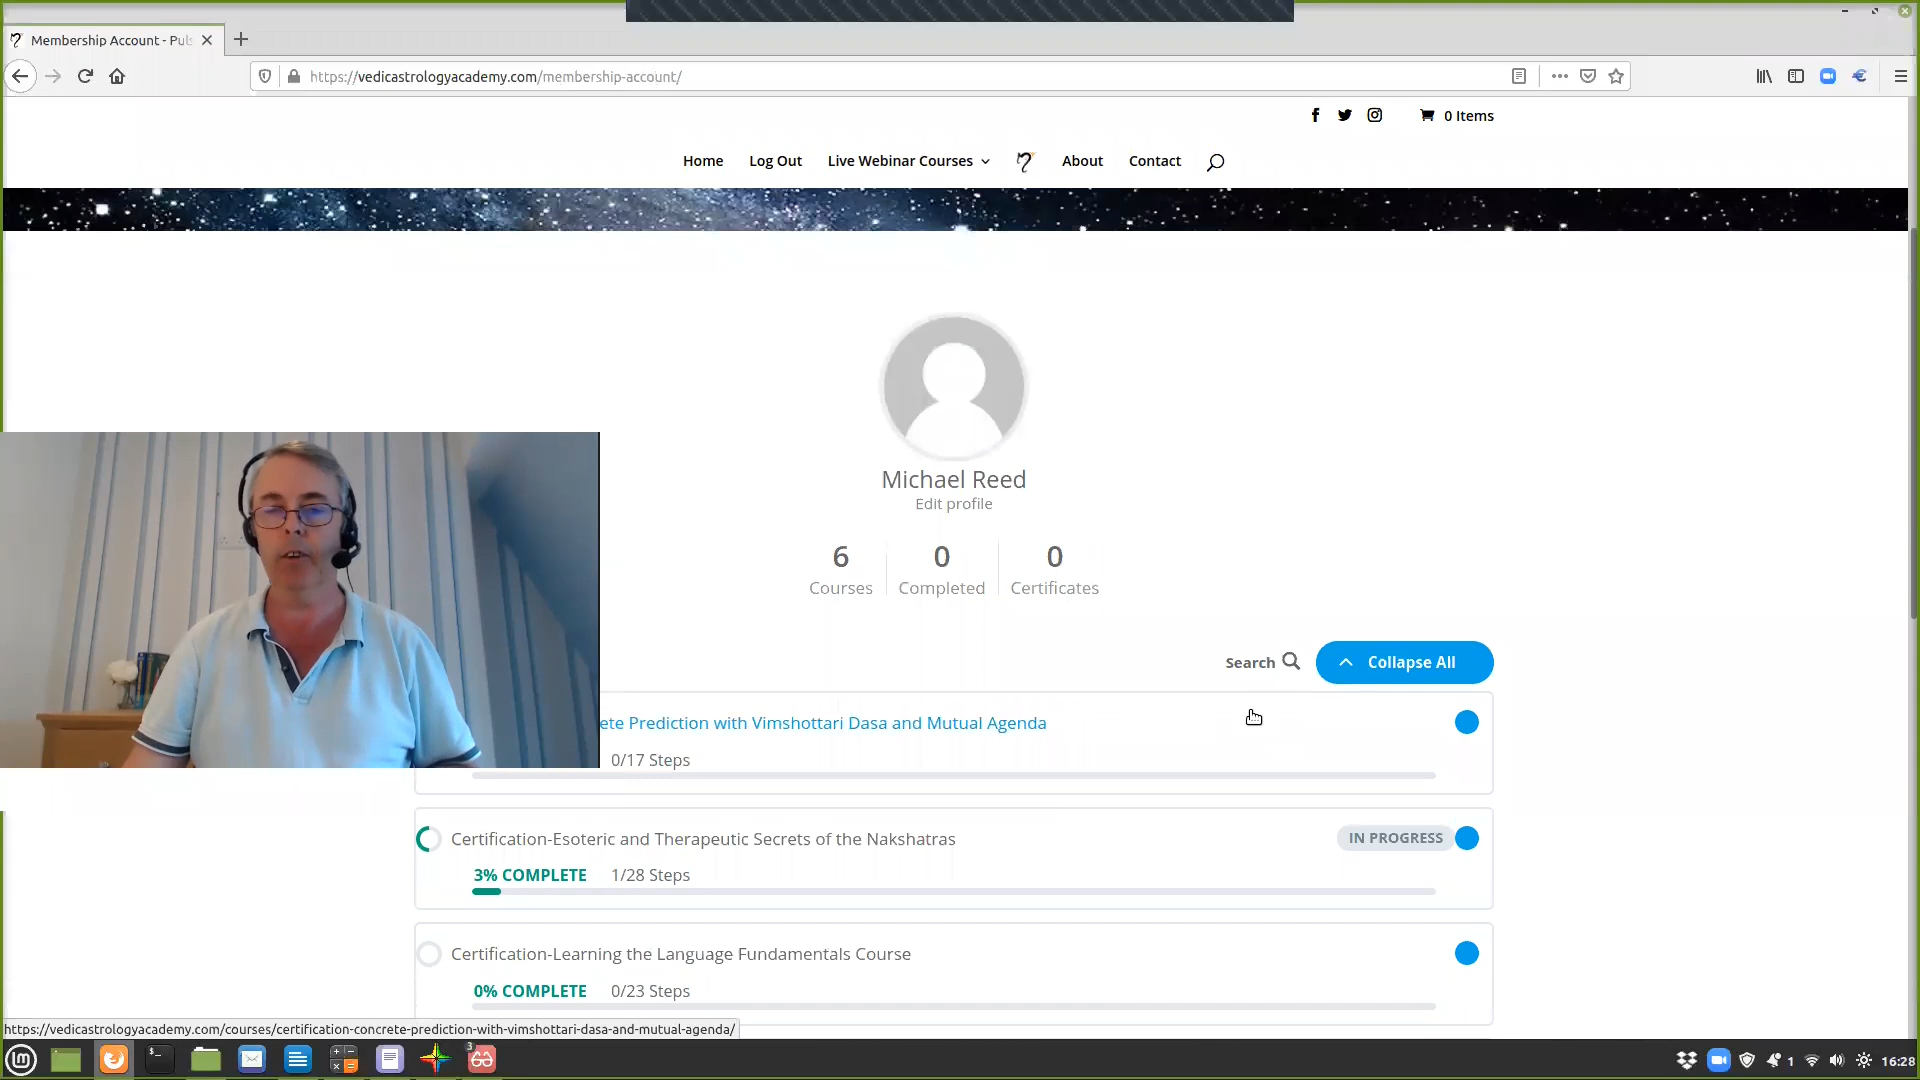 Membership Account - Puls
https://vedicastrologyacademy.com/membership-account/
0 Items
Home Log Out Live Webinar Courses About Contact
Michael Reed
Edit profile
6 0 0
Courses Completed Certificates
Search Collapse All
ete Prediction with Vimshottari Dasa and Mutual Agenda
0/17 Steps
Certification-Esoteric and Therapeutic Secrets of the Nakshatras IN PROGRESS
3% COMPLETE 1/28 Steps
Certification-Learning the Language Fundamentals Course
0% COMPLETE 0/23 Steps
https://vedicastrologyacademy.com/courses/certification-concrete-prediction-with-vimshottari-dasa-and-mutual-agenda/
3
1 16:28